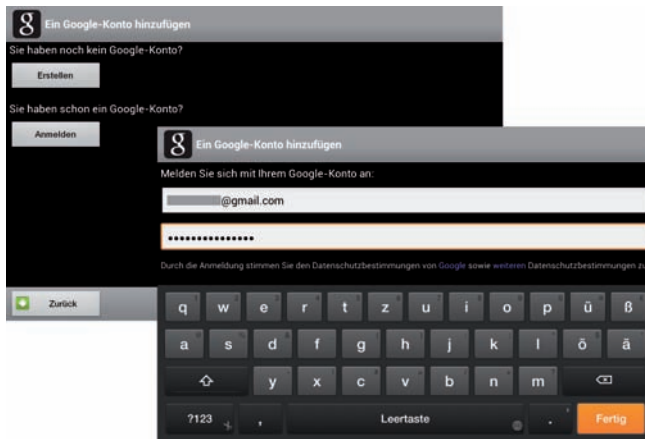 Ein Google-Konto hinzufügen
Sie haben noch kein Google-Konto?
Erstellen
Sie haben schon ein Google-Konto?
Anmelden
Zurück
Ein Google-Konto hinzufügen
Melden Sie sich mit Ihrem Google-Konto an:
@gmail.com
Durch die Anmeldung stimmen Sie den Datenschutzbestimmungen von Google sowie weiteren Datenschutzbestimmungen zu
q w e r t z u i o p ü ß
a s d f g h j k l ö ä
y x c v b n m
?123 , Leertaste . Fertig